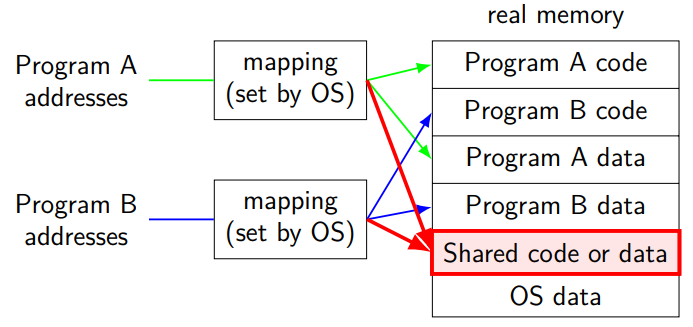 real memory
Program A
addresses
mapping
(set by OS)
Program A code
Program B code
Program A data
Program B
addresses
mapping
(set by OS)
Program B data
Shared code or data
OS data